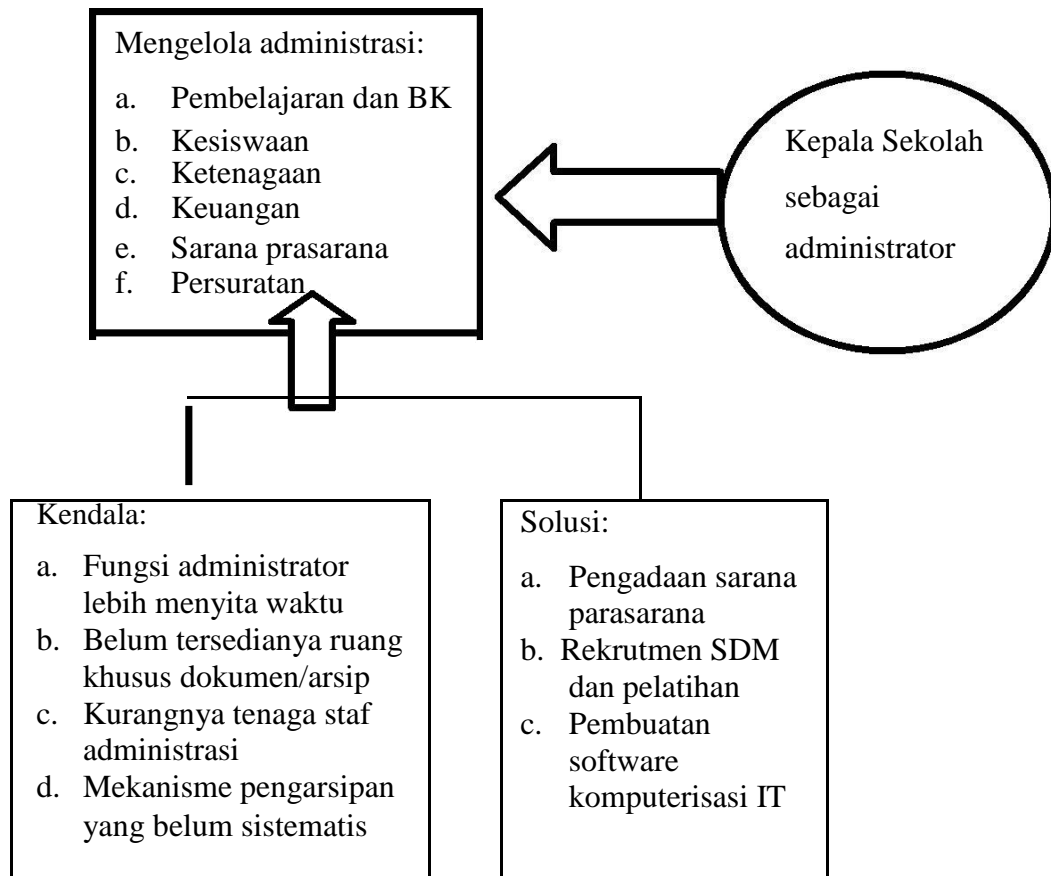 Mengelola administrasi:
a. Pembelajaran dan BK
b. Kesiswaan
c. Ketenagaan
d. Keuangan
e. Sarana prasarana
f. Persuratan
Kepala Sekolah
sebagai
administrator
Kendala:
a. Fungsi administrator
lebih menyita waktu
b. Belum tersedianya ruang
khusus dokumen/arsip
c. Kurangnya tenaga staf
administrasi
d. Mekanisme pengarsipan
yang belum sistematis
Solusi:
a. Pengadaan sarana
parasarana
b. Rekrutmen SDM
dan pelatihan
c. Pembuatan
software
komputerisasi IT